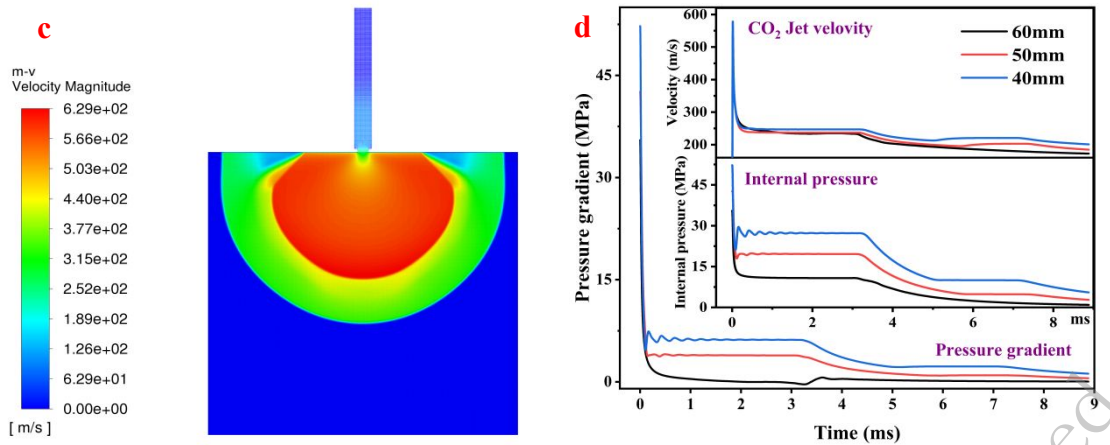 c
m-v
Velocity Magnitude
6.29e+02
5.66e+02
5.03e+02
4.40e+02
3.77e+02
3.15e+02
2.52e+02
1.89e+02
1.26e+02
6.29e+01
0.00e+00
[ m/s ]
d
CO₂ Jet velovity
60mm
50mm
40mm
Velocity (m/s)
600
500
400
300
200
Internal pressure
Internal pressure (MPa)
45
30
15
0
0 2 4 6 8 ms
Pressure gradient
Pressure gradient (MPa)
45
30
15
0
0 1 2 3 4 5 6 7 8 9
Time (ms)